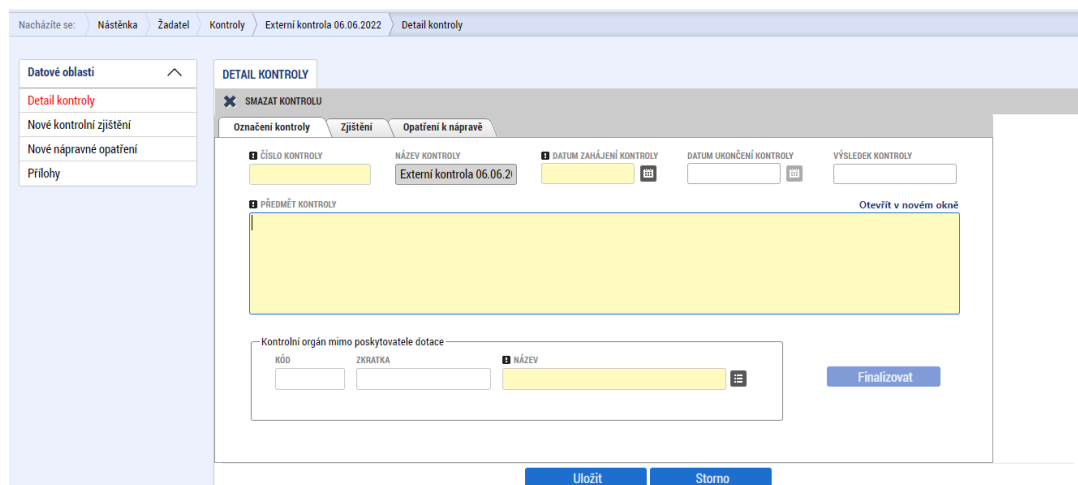 Nacházíte se: Nástěnka Žadatel Kontroly Externí kontrola 06.06.2022 Detail kontroly
Datové oblasti
Detail kontroly
Nové kontrolní zjištění
Nové nápravné opatření
Přílohy
DETAIL KONTROLY
SMAZAT KONTROLU
Označení kontroly Zjištění Opatření k nápravě
ČÍSLO KONTROLY NÁZEV KONTROLY DATUM ZAHÁJENÍ KONTROLY DATUM UKONČENÍ KONTROLY VÝSLEDEK KONTROLY
Externí kontrola 06.06.2
PŘEDMĚT KONTROLY Otevřít v novém okně
Kontrolní orgán mimo poskytovatele dotace
KÓD ZKRATKA NÁZEV
Finalizovat
Uložit Storno